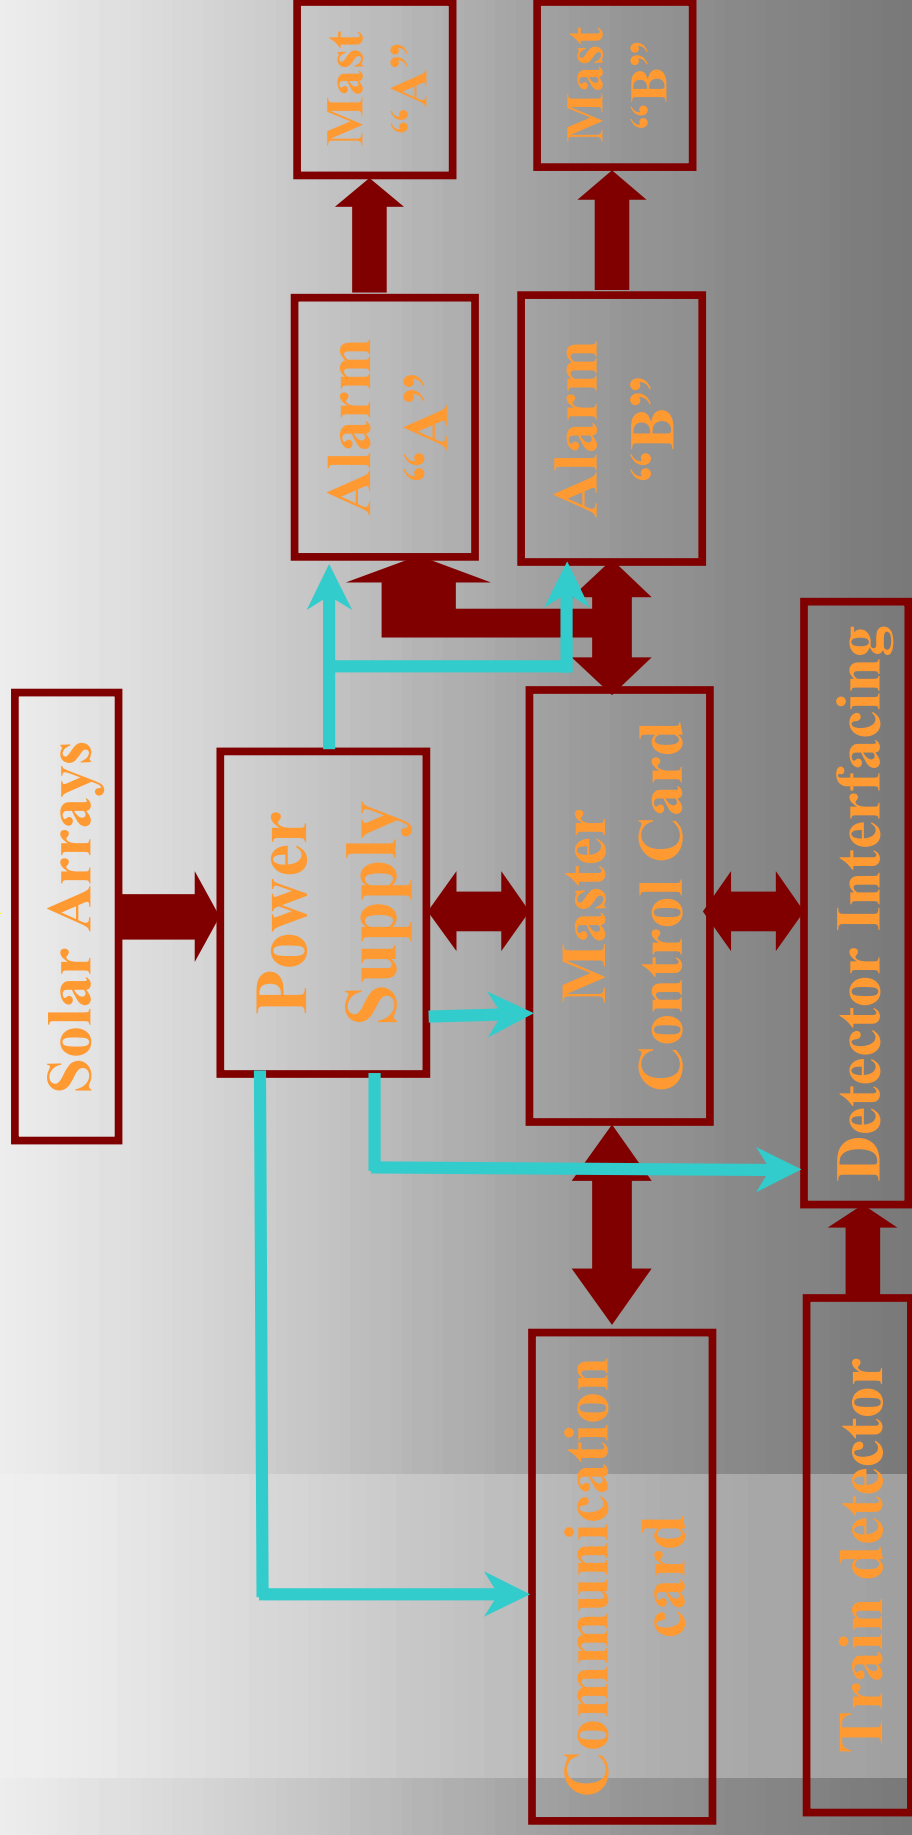 Solar Arrays
Power
Supply
Mast
“A”
Alarm
“A”
Mast
“B”
Alarm
“B”
Master
Control Card
Communication
card
Detector Interfacing
Train detector